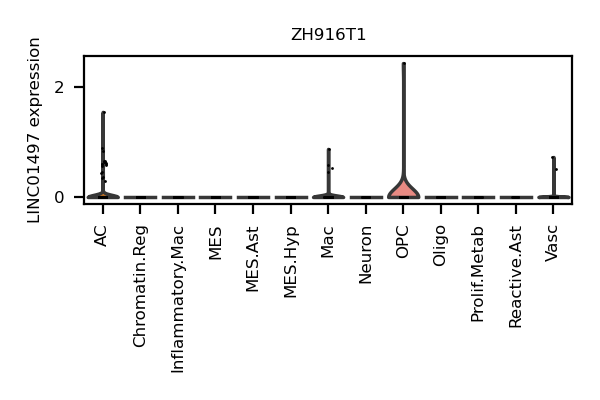 ZH916T1
LINC01497 expression
2
0
AC
Chromatin.Reg
Inflammatory.Mac
MES
MES.Ast
MES.Hyp
Mac
Neuron
OPC
Oligo
Prolif.Metab
Reactive.Ast
Vasc